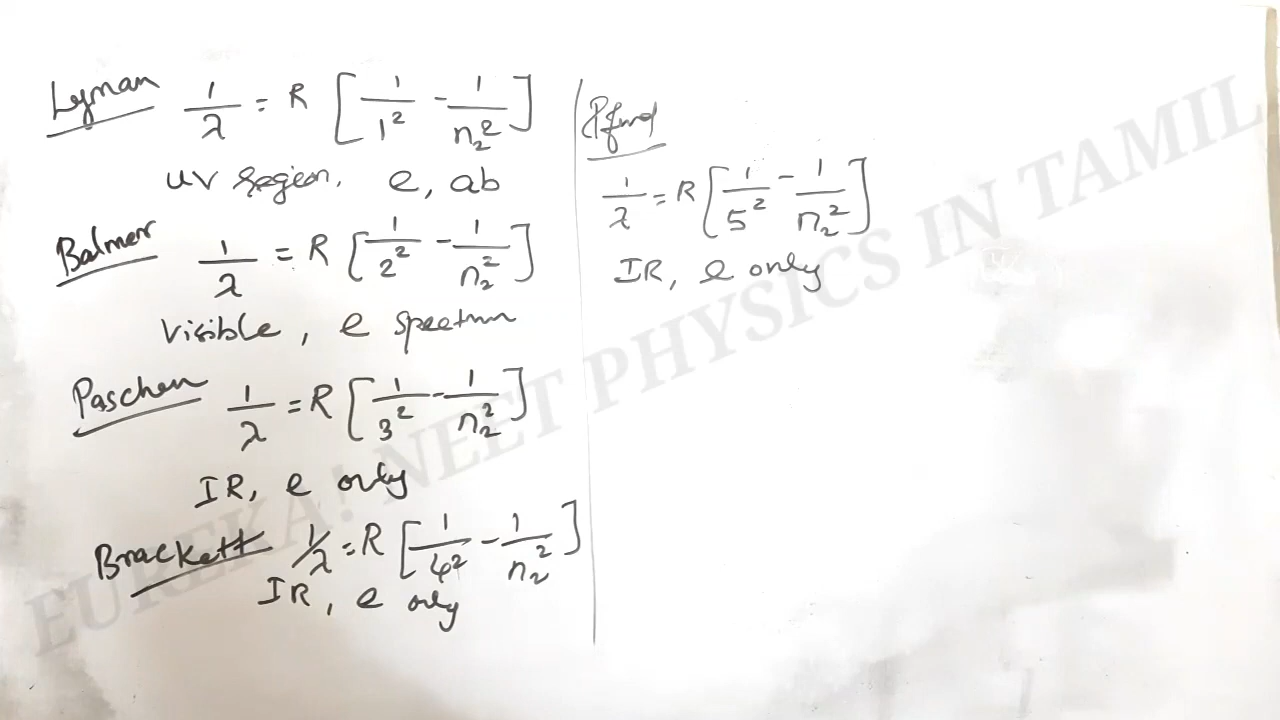 Lyman 1/λ = R [1/1² - 1/n₂²]
UV region, e, ab
Balmer 1/λ = R [1/2² - 1/n₂²]
Visible, e spectrum
Paschen 1/λ = R [1/3² - 1/n₂²]
IR, e only
Brackett 1/λ = R [1/4² - 1/n₂²]
IR, e only
Pfund
1/λ = R [1/5² - 1/n₂²]
IR, e only
EUREKA! NEET PHYSICS IN TAMIL